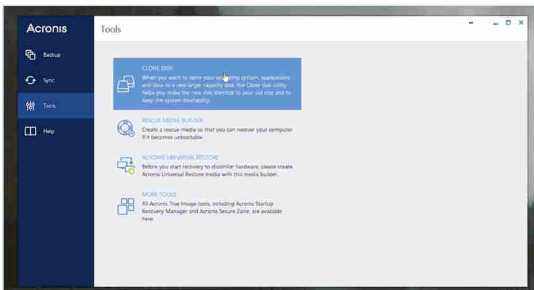 Acronis
Tools
Backup
Sync
Tools
Help
CLONE DISK
When you want to clone your operating system, applications
and data to a new larger capacity disk, the Clone disk utility
helps you make the new disk identical to your old one and to
keep the system bootability.
RESCUE MEDIA BUILDER
Create a rescue media so that you can recover your computer
if it becomes unbootable.
ACRONIS UNIVERSAL RESTORE
Before you start recovery to dissimilar hardware, please create
Acronis Universal Restore media with this media builder.
MORE TOOLS
All Acronis True Image tools, including Acronis Startup
Recovery Manager and Acronis Secure Zone, are available
here.